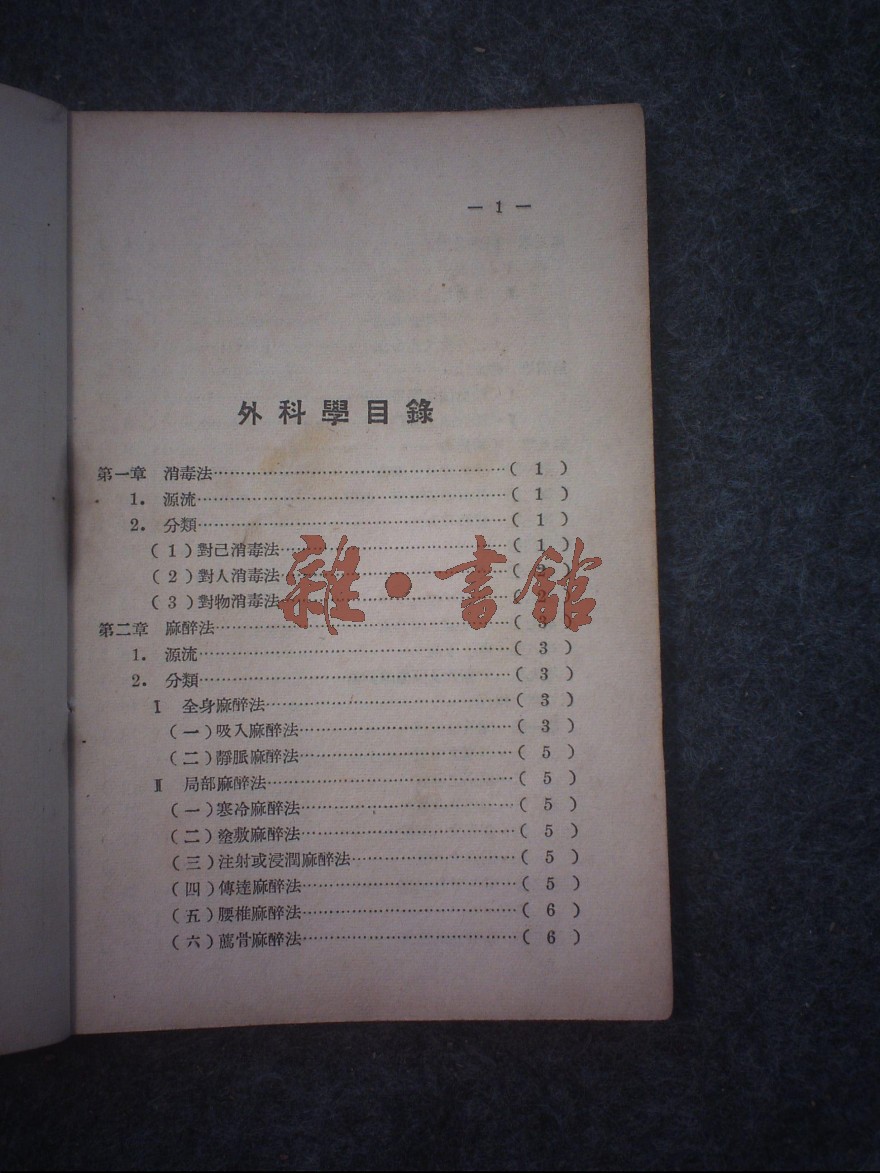 — 1 —
外科學目錄
第一章 消毒法……………………………………………( 1 )
1. 源流………………………………………………( 1 )
2. 分類………………………………………………( 1 )
(1)對己消毒法……………………………………( 1 )
(2)對人消毒法……………………………………( 2 )
(3)對物消毒法……………………………………( 2 )
雜·書館
第二章 麻醉法……………………………………………( 3 )
1. 源流………………………………………………( 3 )
2. 分類………………………………………………( 3 )
Ⅰ 全身麻醉法……………………………………( 3 )
(一)吸入麻醉法………………………………( 3 )
(二)靜脈麻醉法………………………………( 5 )
Ⅱ 局部麻醉法……………………………………( 5 )
(一)寒冷麻醉法………………………………( 5 )
(二)塗敷麻醉法………………………………( 5 )
(三)注射或浸潤麻醉法………………………( 5 )
(四)傳達麻醉法………………………………( 5 )
(五)腰椎麻醉法………………………………( 6 )
(六)薦骨麻醉法………………………………( 6 )